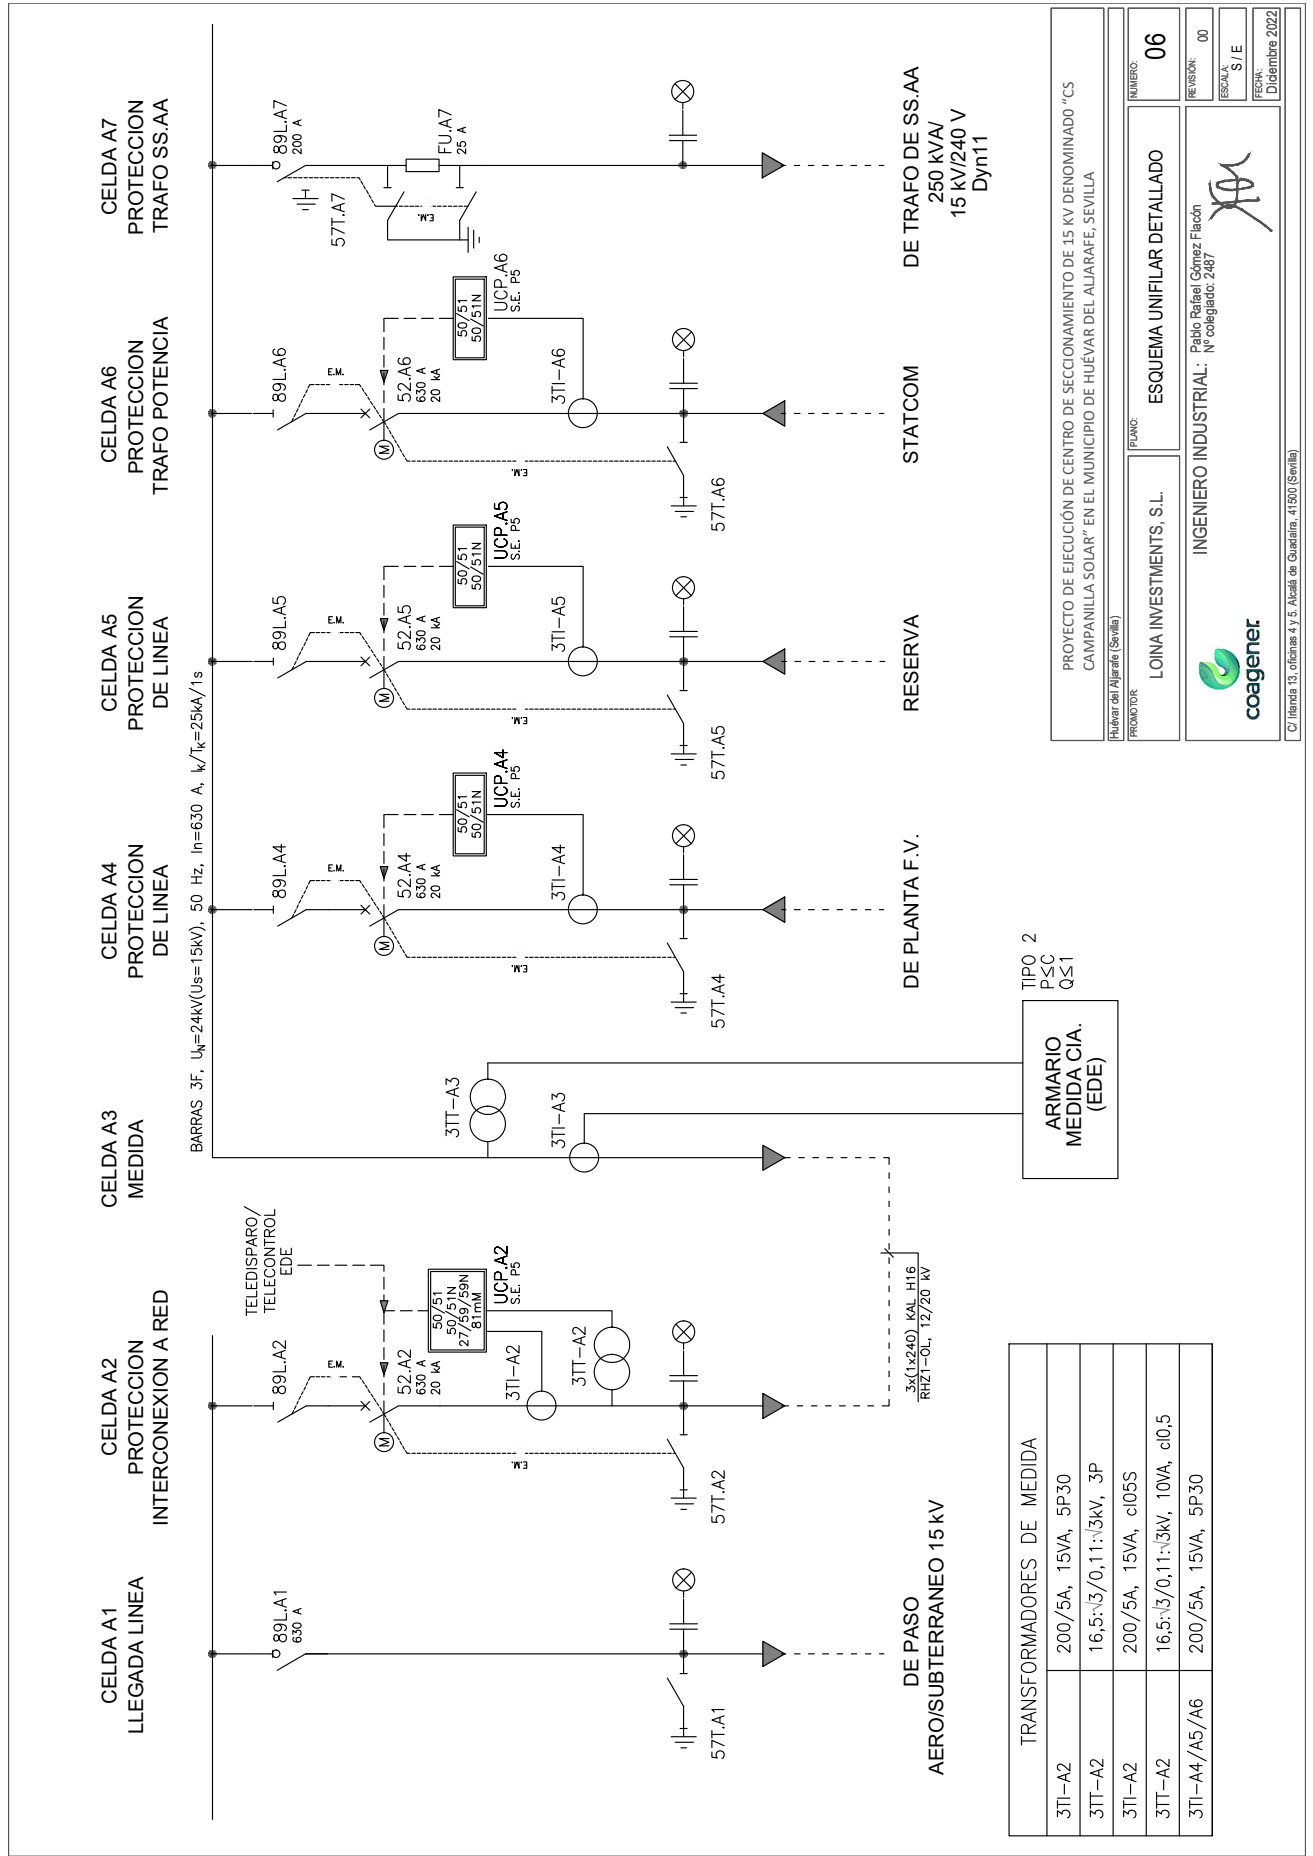 CELDA A1
LLEGADA LINEA
89L.A1
630 A
57T.A1
DE PASO
AERO/SUBTERRANEO 15 kV
CELDA A2
PROTECCION
INTERCONEXION A RED
TELEDISPARO/
TELECONTROL
EDE
89L.A2
E.M.
52.A2
630 A
20 kA
M
50/51
50/51N
27/59/59N
81mM
UCP.A2
S.E. P5
3TI-A2
3TT-A2
E.M.
57T.A2
3x(1x240) KAL H16
RHZ1-OL, 12/20 kV
CELDA A3
MEDIDA
BARRAS 3F, UN=24kV(Us=15kV), 50 Hz, In=630 A, Ik/TK=25kA/1s
3TT-A3
3TI-A3
ARMARIO
MEDIDA CIA.
(EDE)
TIPO 2
P≤C
Q≤1
CELDA A4
PROTECCION
DE LINEA
89L.A4
E.M.
52.A4
630 A
20 kA
M
50/51
50/51N
UCP.A4
S.E. P5
3TI-A4
E.M.
57T.A4
DE PLANTA F.V.
CELDA A5
PROTECCION
DE LINEA
89L.A5
E.M.
52.A5
630 A
20 kA
M
50/51
50/51N
UCP.A5
S.E. P5
3TI-A5
E.M.
57T.A5
RESERVA
CELDA A6
PROTECCION
TRAFO POTENCIA
89L.A6
E.M.
52.A6
630 A
20 kA
M
50/51
50/51N
UCP.A6
S.E. P5
3TI-A6
E.M.
57T.A6
STATCOM
CELDA A7
PROTECCION
TRAFO SS.AA
89L.A7
200 A
57T.A7
FU.A7
25 A
E.M.
DE TRAFO DE SS.AA
250 kVA/
15 kV/240 V
Dyn11
TRANSFORMADORES DE MEDIDA
3TI-A2 200/5A, 15VA, 5P30
3TT-A2 16,5:√3/0,11:√3kV, 3P
3TI-A2 200/5A, 15VA, cl05S
3TT-A2 16,5:√3/0,11:√3kV, 10VA, cl0,5
3TI-A4/A5/A6 200/5A, 15VA, 5P30
PROYECTO DE EJECUCIÓN DE CENTRO DE SECCIONAMIENTO DE 15 KV DENOMINADO "CS
CAMPANILLA SOLAR" EN EL MUNICIPIO DE HUÉVAR DEL ALJARAFE, SEVILLA
Huévar del Aljarafe (Sevilla)
PROMOTOR:
LOINA INVESTMENTS, S.L.
PLANO:
ESQUEMA UNIFILAR DETALLADO
NUMERO:
06
coagener.
INGENIERO INDUSTRIAL: Pablo Rafael Gómez Flacón
Nº colegiado: 2487
REVISIÓN:
00
ESCALA:
S / E
FECHA:
Diciembre 2022
C/ Irlanda 13, oficinas 4 y 5. Alcalá de Guadaíra, 41500 (Sevilla)